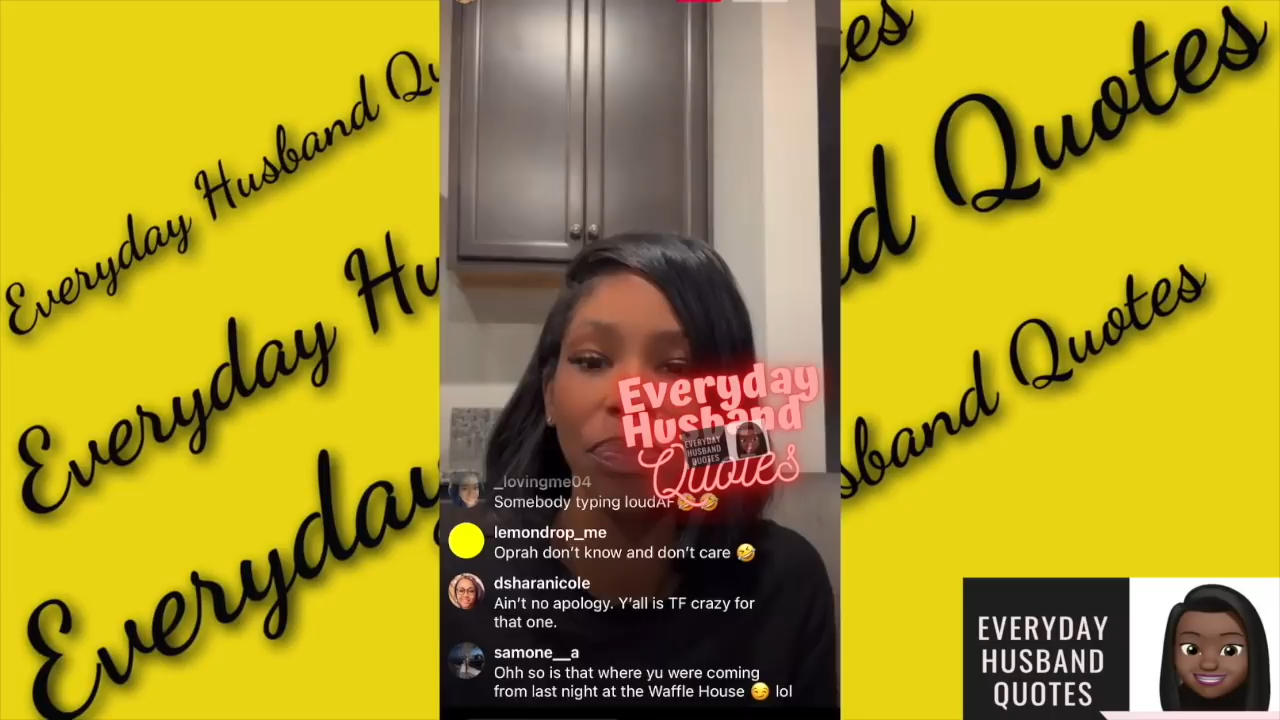 Everyday Husband Qu
Everyday Hu
Everyday
es
d Quotes
sband Quotes
Everyday
Husband
Quotes
EVERYDAY
HUSBAND
QUOTES
_lovingme04
Somebody typing loudAF🤣🤣
lemondrop_me
Oprah don't know and don't care 🤣
dsharanicole
Ain't no apology. Y'all is TF crazy for
that one.
samone__a
Ohh so is that where yu were coming
from last night at the Waffle House 😏 lol
EVERYDAY
HUSBAND
QUOTES